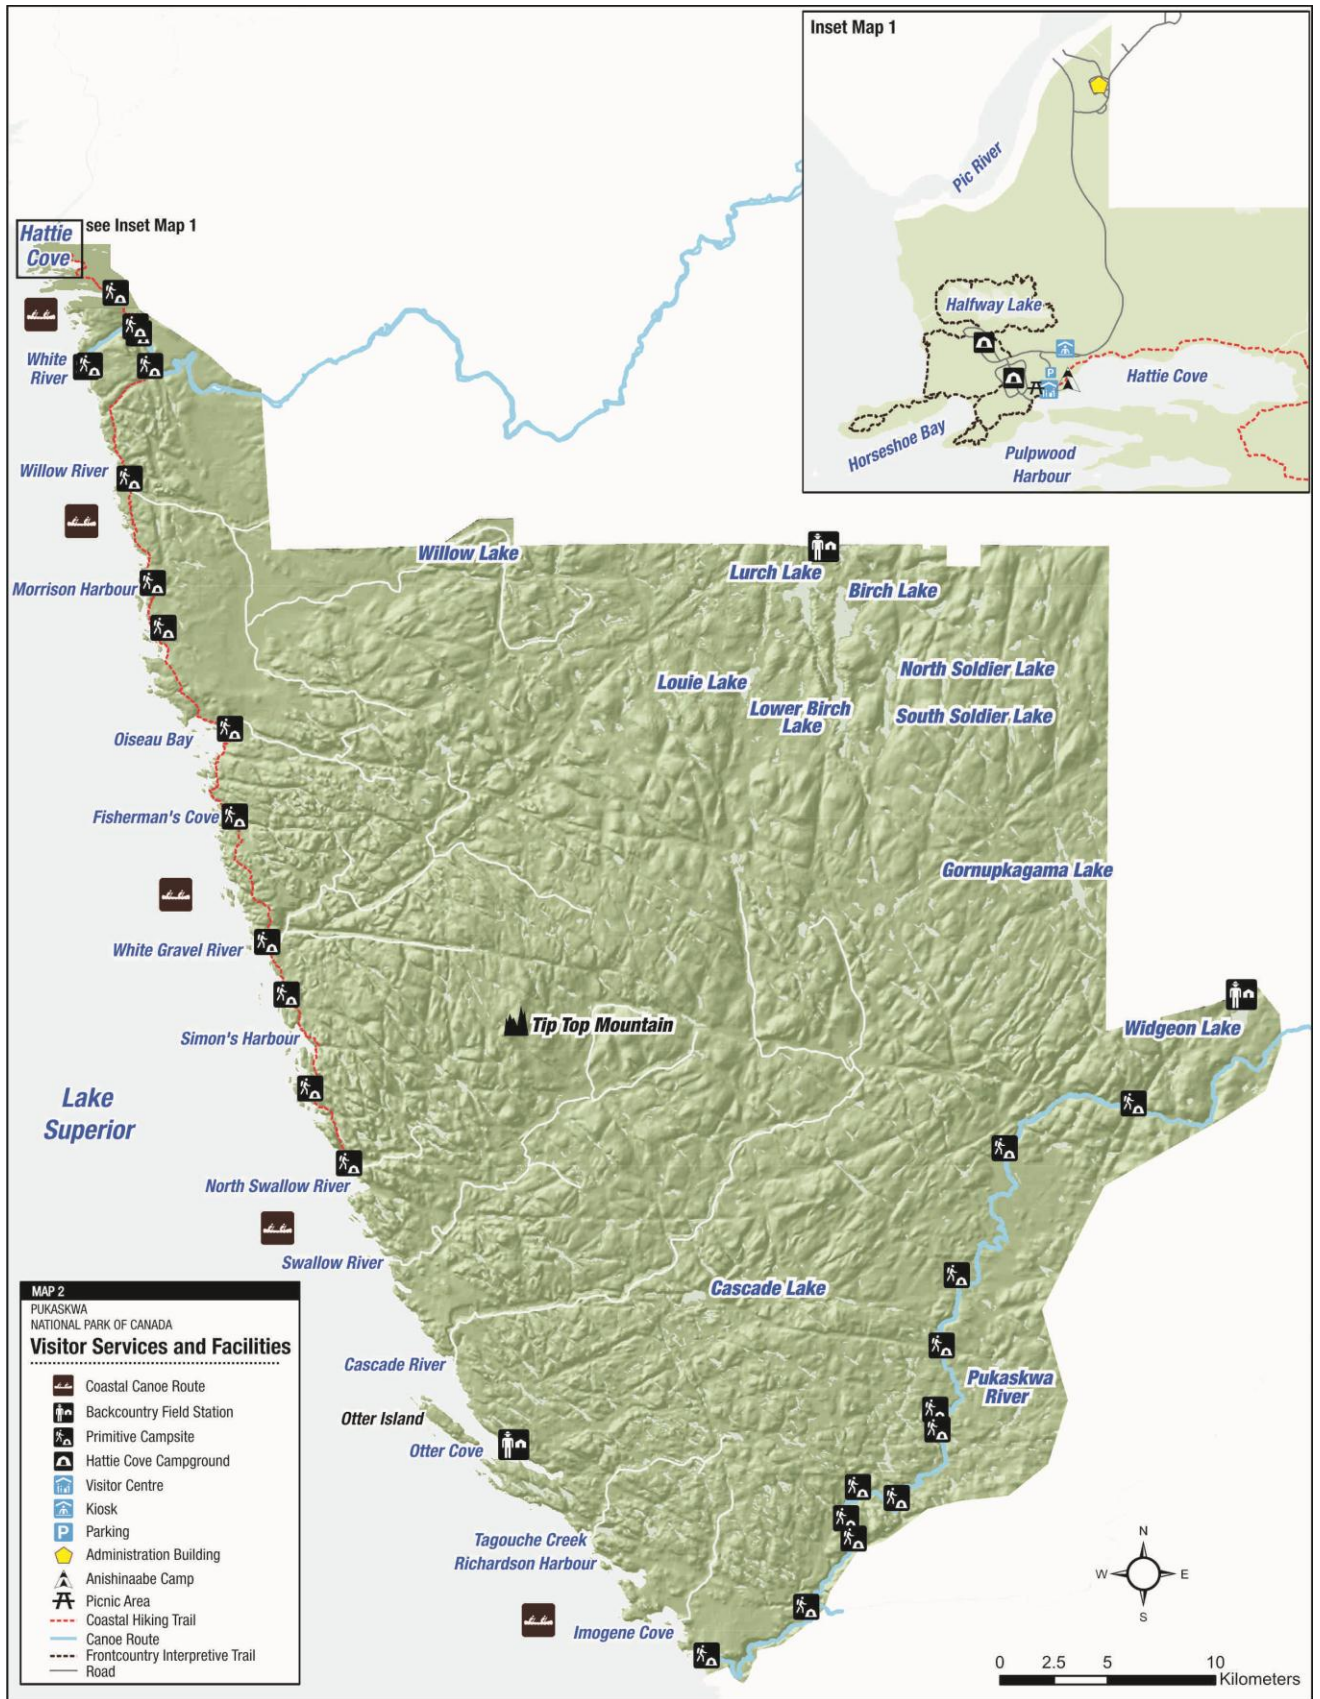 Inset Map 1
Pic River
Halfway Lake
Hattie Cove
P
Horseshoe Bay
Pulpwood
Harbour
see Inset Map 1
Hattie
Cove
White
River
Willow River
Morrison Harbour
Oiseau Bay
Fisherman's Cove
White Gravel River
Simon's Harbour
Lake
Superior
North Swallow River
Swallow River
Cascade River
Otter Island
Otter Cove
Tagouche Creek
Richardson Harbour
Imogene Cove
Willow Lake
Lurch Lake
Birch Lake
Louie Lake
North Soldier Lake
Lower Birch
Lake
South Soldier Lake
Gornupkagama Lake
Tip Top Mountain
Widgeon Lake
Cascade Lake
Pukaskwa
River
MAP 2
PUKASKWA
NATIONAL PARK OF CANADA
Visitor Services and Facilities
Coastal Canoe Route
Backcountry Field Station
Primitive Campsite
Hattie Cove Campground
Visitor Centre
Kiosk
P Parking
Administration Building
Anishinaabe Camp
Picnic Area
Coastal Hiking Trail
Canoe Route
Frontcountry Interpretive Trail
Road
N
W E
S
0 2.5 5 10
Kilometers